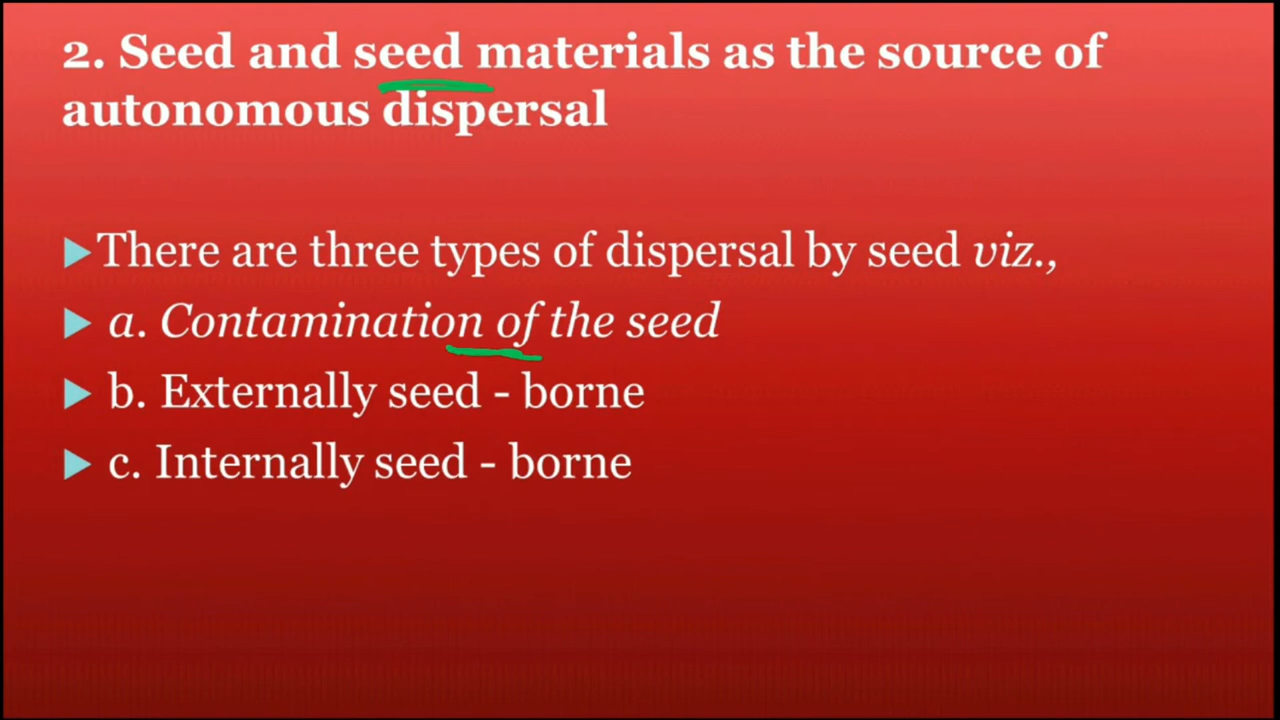 2. Seed and seed materials as the source of
autonomous dispersal
There are three types of dispersal by seed viz.,
a. Contamination of the seed
b. Externally seed - borne
c. Internally seed - borne